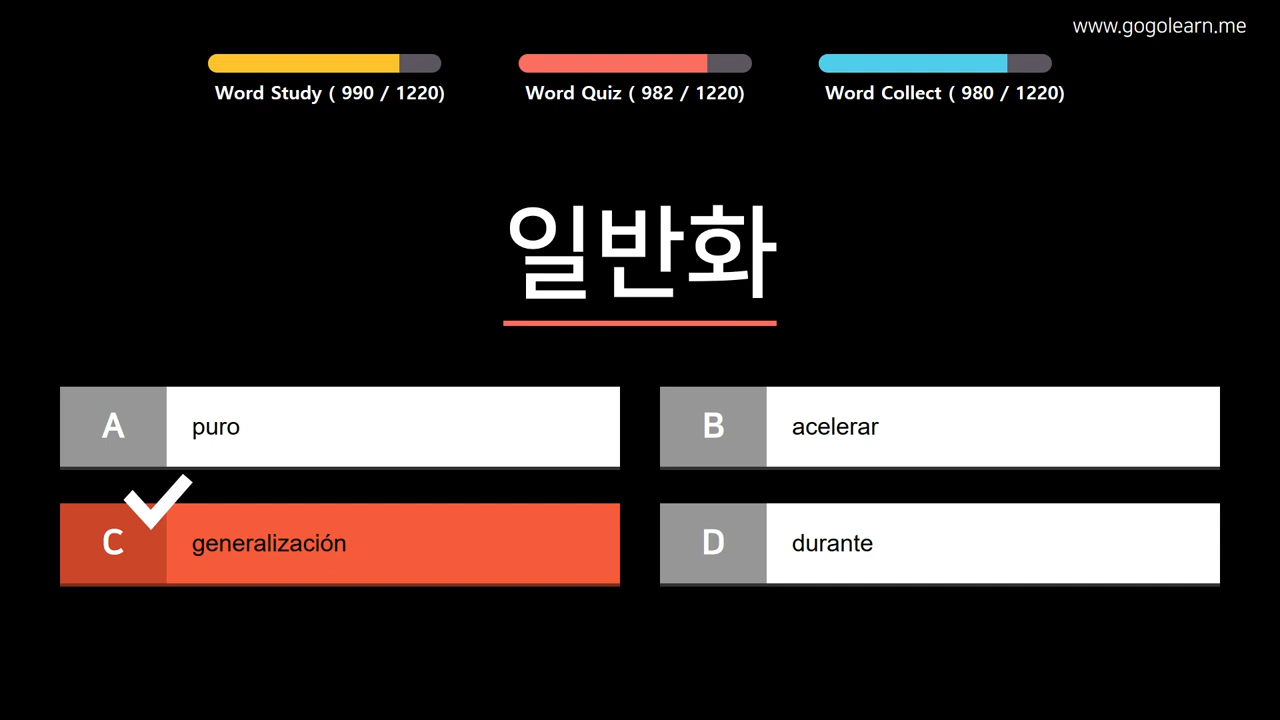 www.gogolearn.me
Word Study ( 990 / 1220)
Word Quiz ( 982 / 1220)
Word Collect ( 980 / 1220)
일반화
A puro
B acelerar
C generalización
D durante